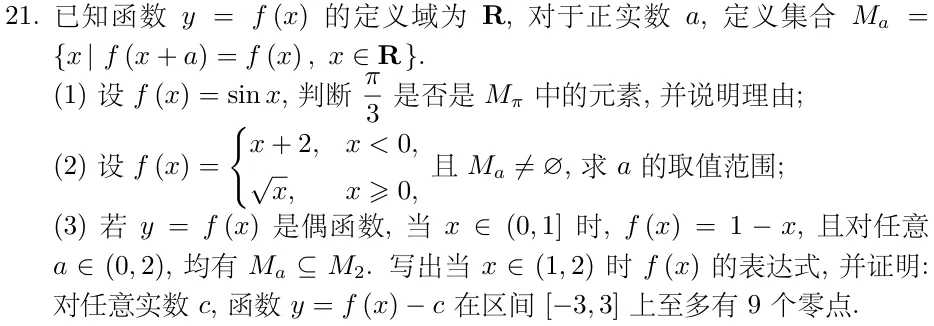 21. 已知函数 y = f (x) 的定义域为 R, 对于正实数 a, 定义集合 Mₐ =
{x | f (x + a) = f (x) , x ∈ R}.
(1) 设 f (x) = sin x, 判断 π/3 是否是 M_π 中的元素, 并说明理由;
(2) 设 f (x) = { x + 2, x < 0, √x, x ⩾ 0, 且 Mₐ ≠ ∅, 求 a 的取值范围;
(3) 若 y = f (x) 是偶函数, 当 x ∈ (0, 1] 时, f (x) = 1 − x, 且对任意
a ∈ (0, 2), 均有 Mₐ ⊆ M₂. 写出当 x ∈ (1, 2) 时 f (x) 的表达式, 并证明:
对任意实数 c, 函数 y = f (x) − c 在区间 [−3, 3] 上至多有 9 个零点.